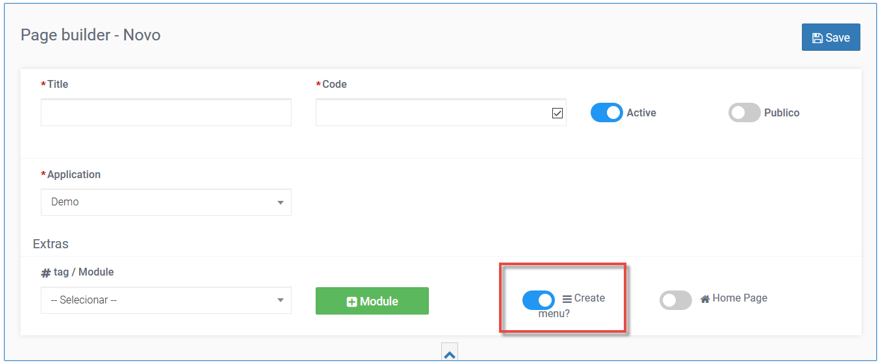 Page builder - Novo
Save
* Title
* Code
Active
Publico
* Application
Demo
Extras
# tag / Module
-- Selecionar --
Module
Create
menu?
Home Page